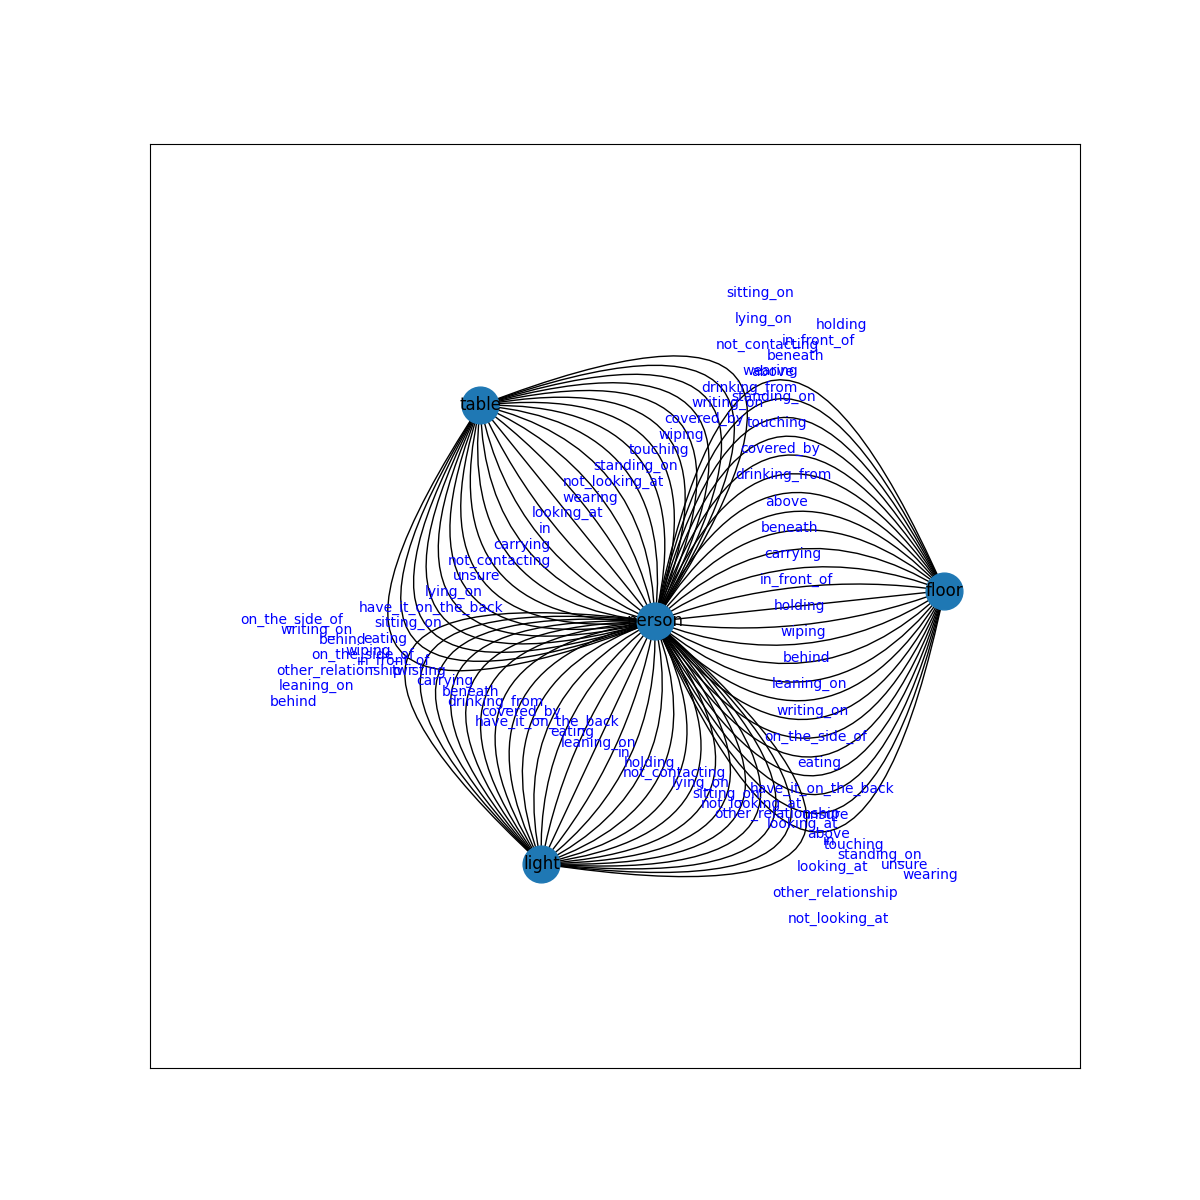 sitting_on
lying_on
holding
in_front_of
not_contacting
beneath
wearing
above
drinking_from
standing_on
writing_on
table
covered_by
touching
wiping
touching
covered_by
standing_on
drinking_from
not_looking_at
wearing
above
looking_at
in
beneath
carrying
carrying
not_contacting
unsure
in_front_of
lying_on
floor
have_it_on_the_back
holding
on_the_side_of
sitting_on
person
writing_on
wiping
behind
eating
wiping
on_the_side_of
behind
in_front_of
other_relationship
twisting
carrying
leaning_on
leaning_on
beneath
behind
drinking_from
covered_by
writing_on
have_it_on_the_back
eating
on_the_side_of
leaning_on
in
holding
eating
not_contacting
lying_on
have_it_on_the_back
sitting_on
not_looking_at
other_relationship
unsure
looking_at
above
in
touching
standing_on
light
unsure
looking_at
wearing
other_relationship
not_looking_at